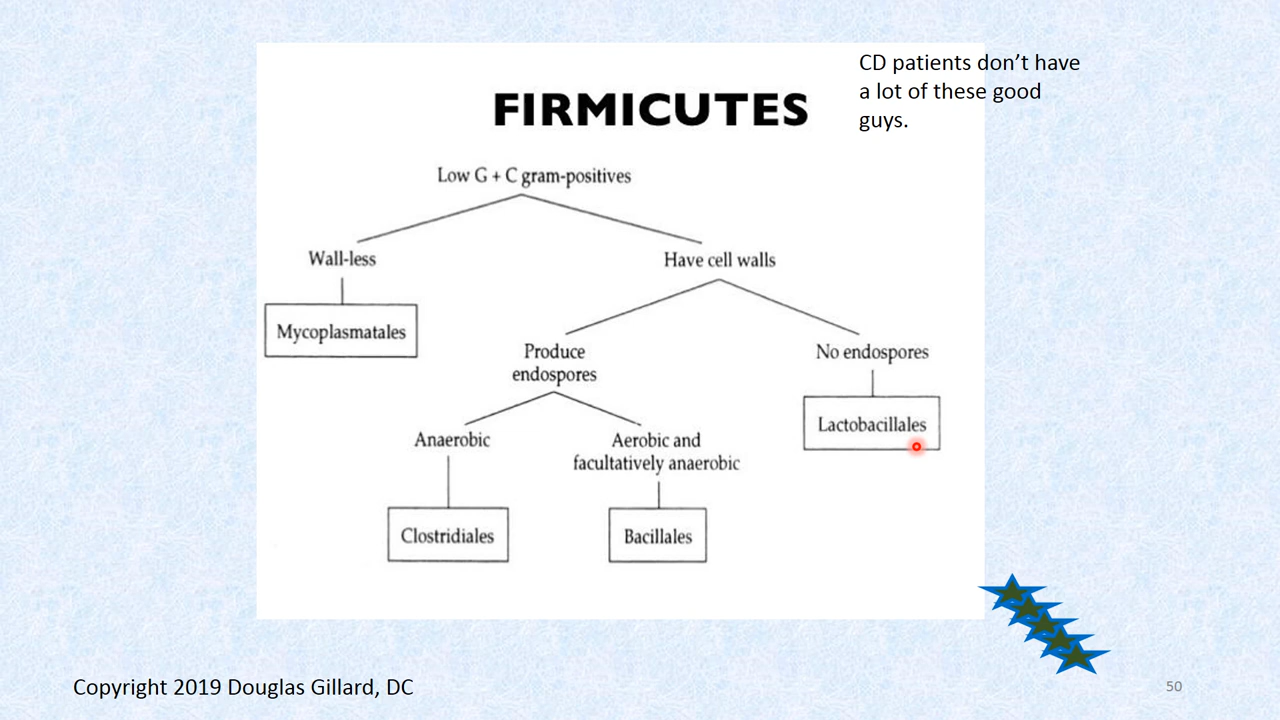 CD patients don’t have
a lot of these good
guys.
FIRMICUTES
Low G + C gram-positives
Wall-less
Have cell walls
Mycoplasmatales
Produce
endospores
No endospores
Lactobacillales
Anaerobic
Aerobic and
facultatively anaerobic
Clostridiales
Bacillales
Copyright 2019 Douglas Gillard, DC
50